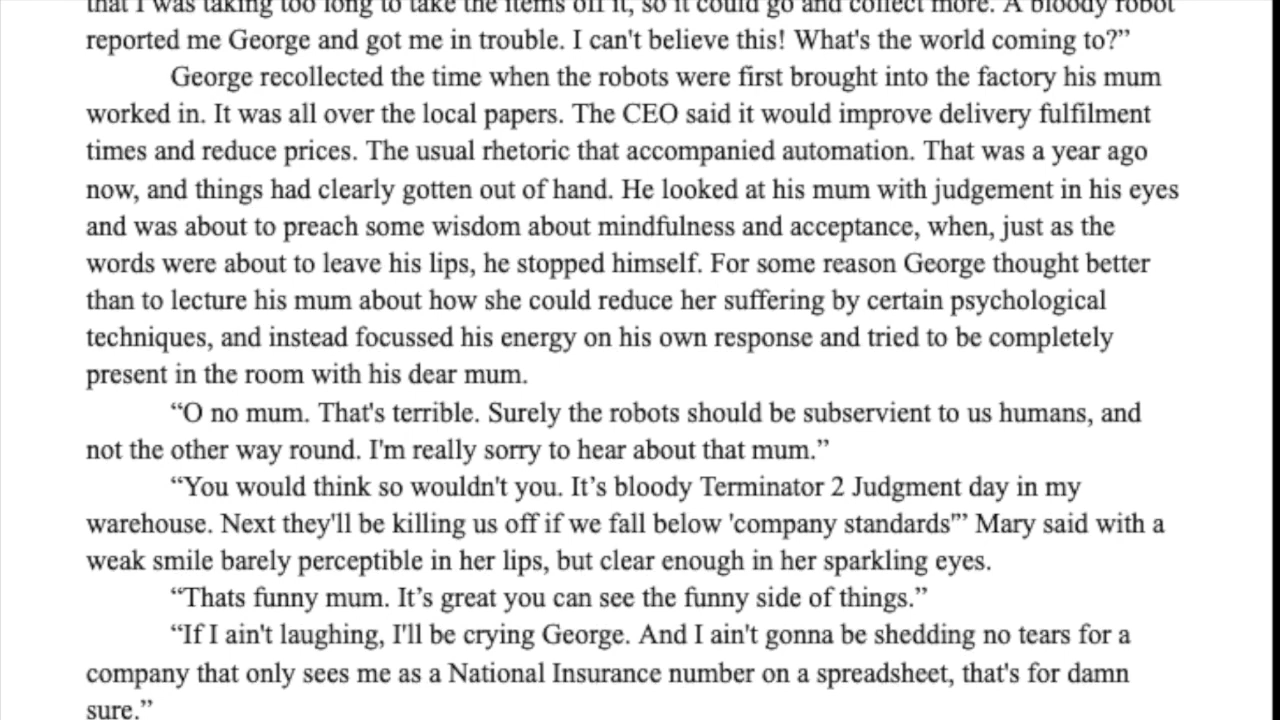 that I was taking too long to take the items off it, so it could go and collect more. A bloody robot
reported me George and got me in trouble. I can't believe this! What's the world coming to?”
George recollected the time when the robots were first brought into the factory his mum
worked in. It was all over the local papers. The CEO said it would improve delivery fulfilment
times and reduce prices. The usual rhetoric that accompanied automation. That was a year ago
now, and things had clearly gotten out of hand. He looked at his mum with judgement in his eyes
and was about to preach some wisdom about mindfulness and acceptance, when, just as the
words were about to leave his lips, he stopped himself. For some reason George thought better
than to lecture his mum about how she could reduce her suffering by certain psychological
techniques, and instead focussed his energy on his own response and tried to be completely
present in the room with his dear mum.
“O no mum. That's terrible. Surely the robots should be subservient to us humans, and
not the other way round. I'm really sorry to hear about that mum.”
“You would think so wouldn't you. It’s bloody Terminator 2 Judgment day in my
warehouse. Next they'll be killing us off if we fall below 'company standards"’ Mary said with a
weak smile barely perceptible in her lips, but clear enough in her sparkling eyes.
“Thats funny mum. It’s great you can see the funny side of things.”
“If I ain't laughing, I'll be crying George. And I ain't gonna be shedding no tears for a
company that only sees me as a National Insurance number on a spreadsheet, that's for damn
sure.”